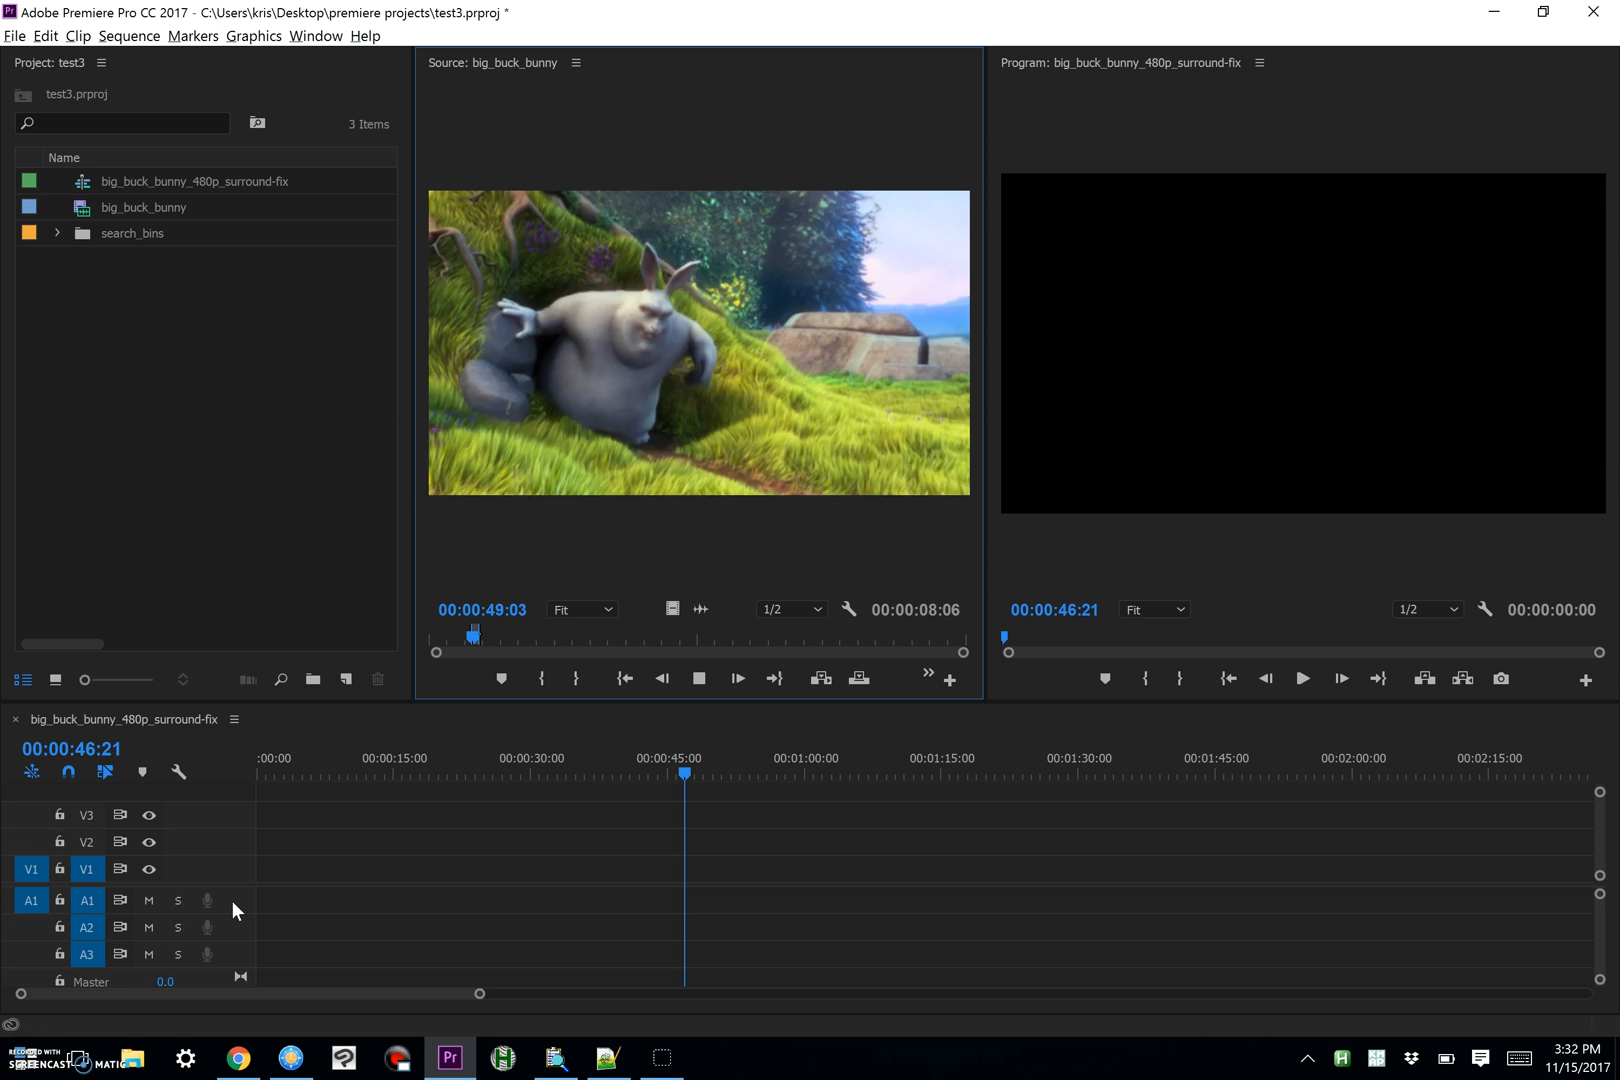 Pr Adobe Premiere Pro CC 2017 - C:\Users\kris\Desktop\premiere projects\test3.prproj *
File Edit Clip Sequence Markers Graphics Window Help
Project: test3
test3.prproj
3 Items
Name
big_buck_bunny_480p_surround-fix
big_buck_bunny
search_bins
Source: big_buck_bunny
00:00:49:03 Fit 1/2 00:00:08:06
Program: big_buck_bunny_480p_surround-fix
00:00:46:21 Fit 1/2 00:00:00:00
× big_buck_bunny_480p_surround-fix
00:00:46:21
:00:00 00:00:15:00 00:00:30:00 00:00:45:00 00:01:00:00 00:01:15:00 00:01:30:00 00:01:45:00 00:02:00:00 00:02:15:00
V3
V2
V1 V1
A1 A1 M S
A2 M S
A3 M S
Master 0.0
RECORDED WITH
SCREENCAST MATIC
Pr
H
3:32 PM
11/15/2017